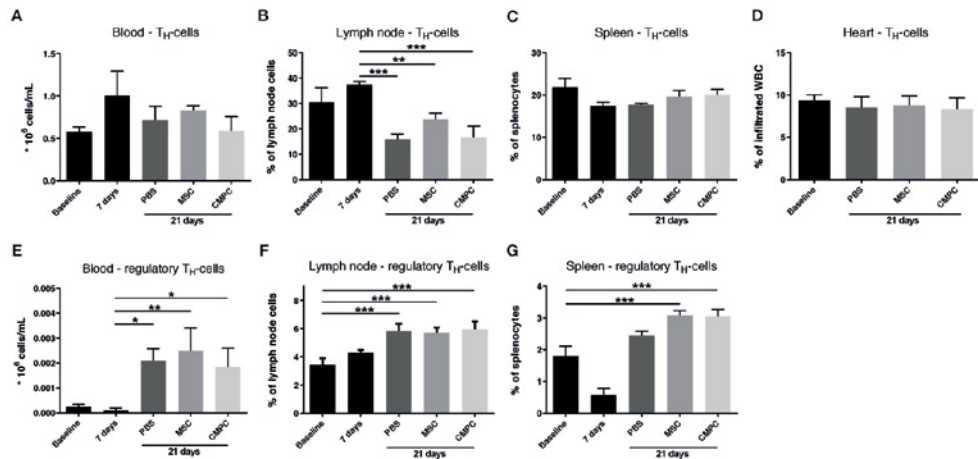 A
Blood - TH-cells
* 10⁶ cells/mL
1.5
1.0
0.5
0.0
Baseline
7 days
PBS
MSC
CMPC
21 days
B
Lymph node - TH-cells
% of lymph node cells
50
40
30
20
10
0
***
**
***
Baseline
7 days
PBS
MSC
CMPC
21 days
C
Spleen - TH-cells
% of splenocytes
30
20
10
0
Baseline
7 days
PBS
MSC
CMPC
21 days
D
Heart - TH-cells
% of infiltrated WBC
15
10
5
0
Baseline
PBS
MSC
CMPC
21 days
E
Blood - regulatory TH-cells
* 10⁶ cells/mL
0.005
0.004
0.003
0.002
0.001
0.000
*
**
*
Baseline
7 days
PBS
MSC
CMPC
21 days
F
Lymph node - regulatory TH-cells
% of lymph node cells
10
8
6
4
2
0
***
***
***
Baseline
7 days
PBS
MSC
CMPC
21 days
G
Spleen - regulatory TH-cells
% of splenocytes
4
3
2
1
0
***
***
Baseline
7 days
PBS
MSC
CMPC
21 days